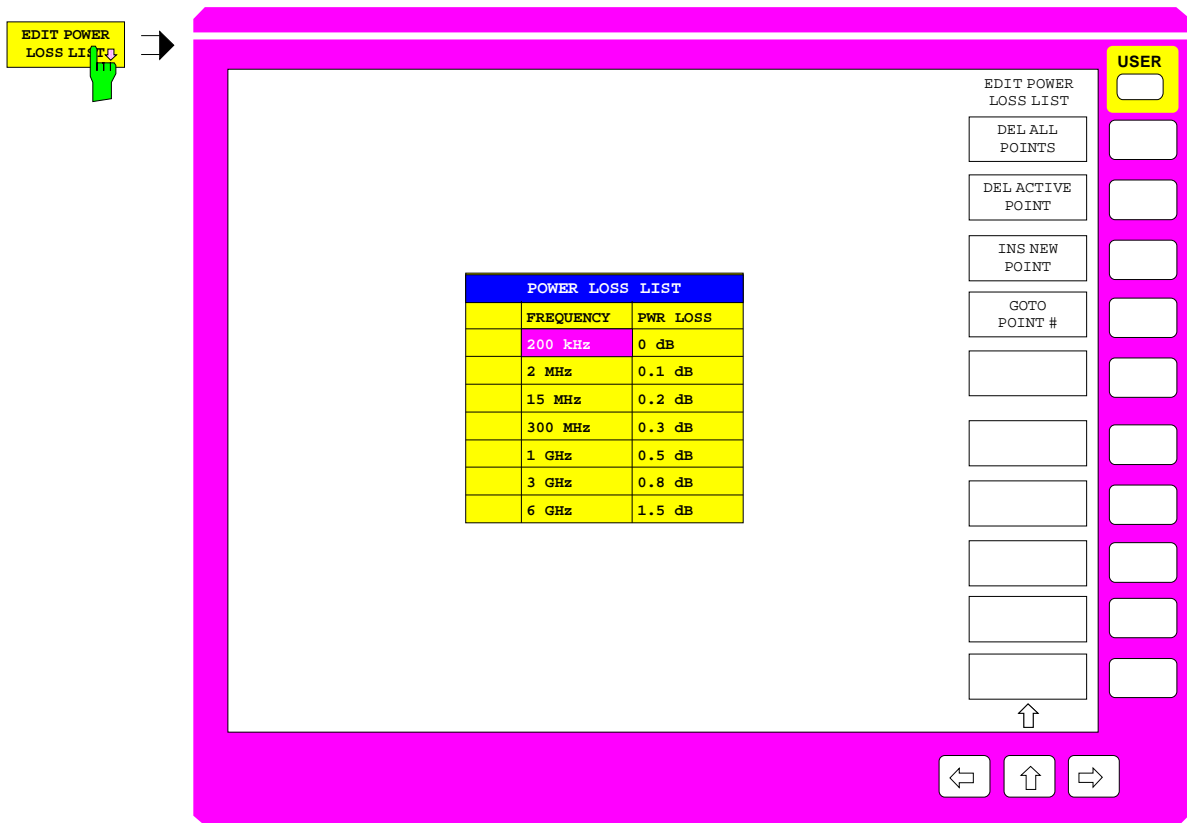 EDIT POWER
LOSS LIST
USER
EDIT POWER
LOSS LIST
DEL ALL
POINTS
DEL ACTIVE
POINT
INS NEW
POINT
GOTO
POINT #
POWER LOSS LIST
FREQUENCY PWR LOSS
200 kHz 0 dB
2 MHz 0.1 dB
15 MHz 0.2 dB
300 MHz 0.3 dB
1 GHz 0.5 dB
3 GHz 0.8 dB
6 GHz 1.5 dB